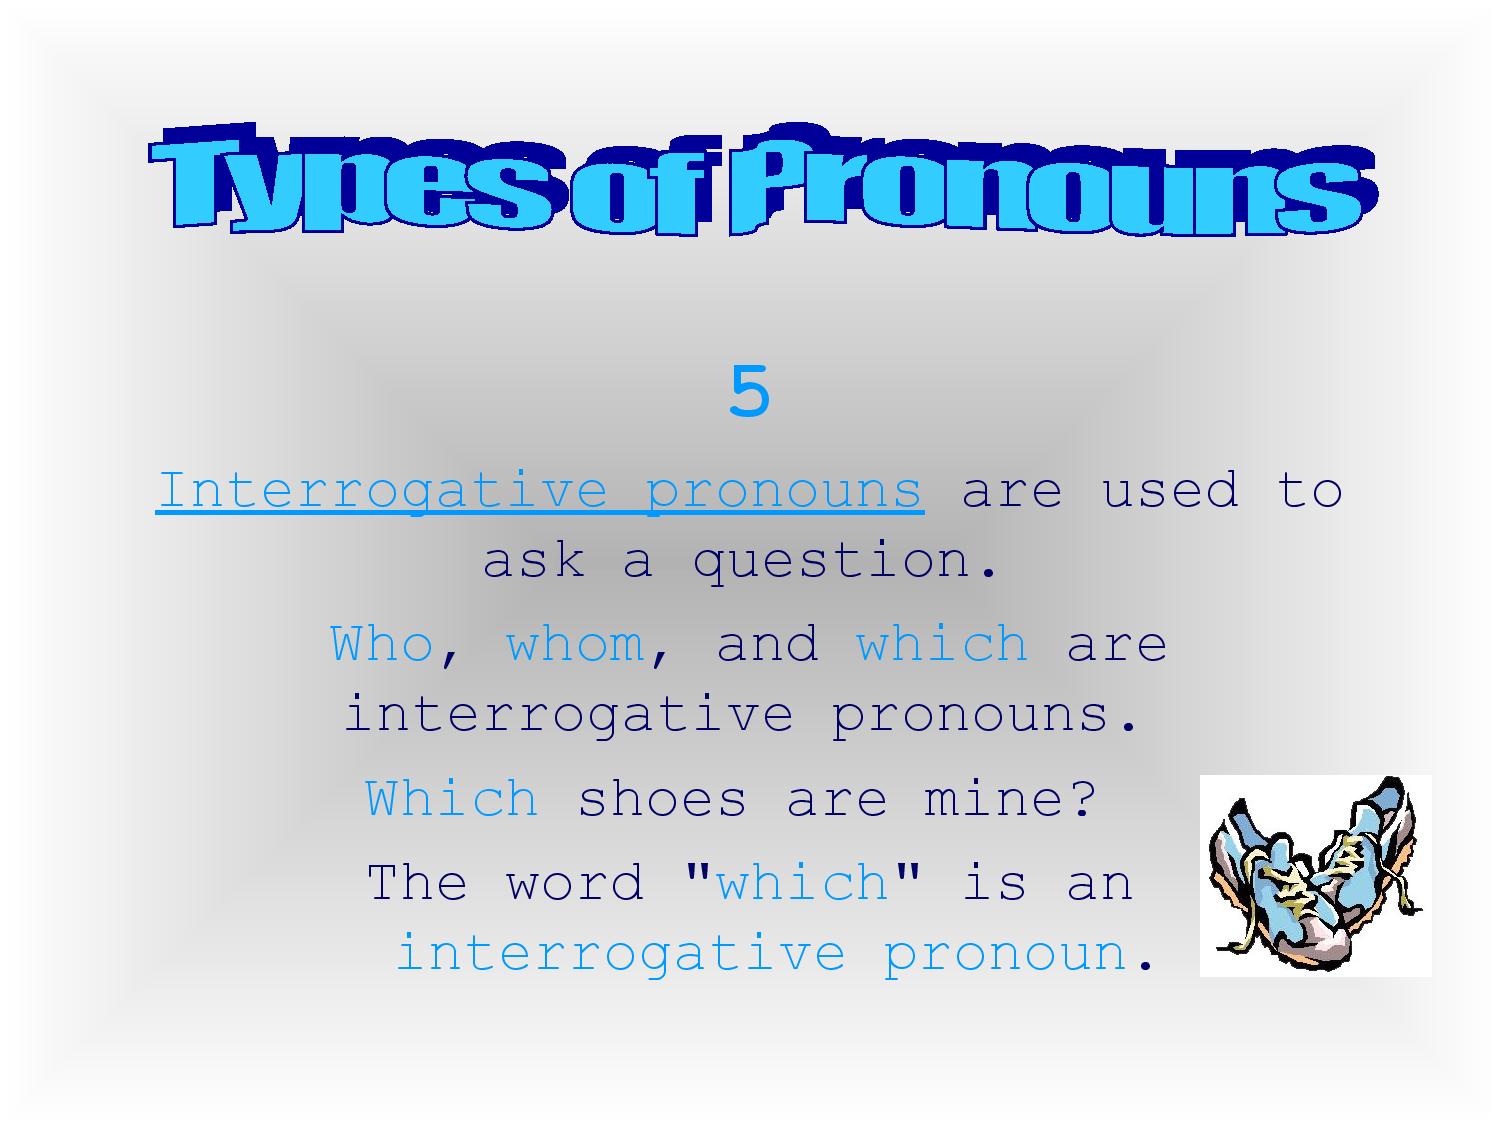 Types of Pronouns
5
Interrogative pronouns are used to
ask a question.
Who, whom, and which are
interrogative pronouns.
Which shoes are mine?
The word "which" is an
interrogative pronoun.